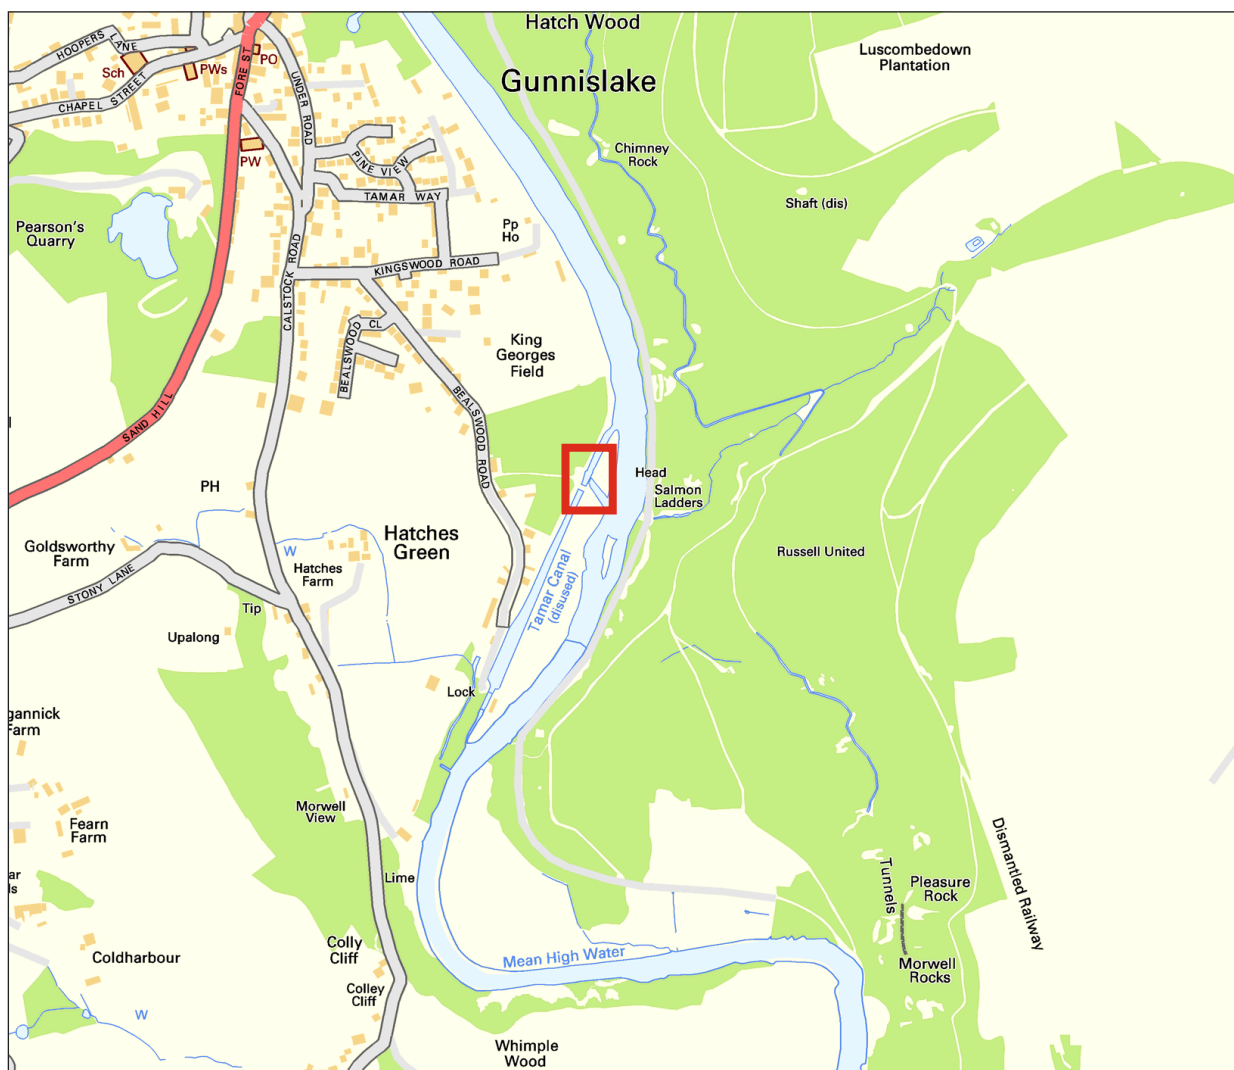 Hatch Wood
Gunnislake
Luscombedown
Plantation
HOOPERS LANE
Sch
PWs
PO
FORE ST
CHAPEL STREET
UNDER ROAD
PW
PINE VIEW
TAMAR WAY
Chimney
Rock
Shaft (dis)
Pearson's
Quarry
Pp
Ho
CALSTOCK ROAD
KINGSWOOD ROAD
BEALSWOOD CL
King
Georges
Field
BEALSWOOD ROAD
SAND HILL
PH
Head
Salmon
Ladders
Goldsworthy
Farm
W
Hatches
Green
Hatches
Farm
Tamar Canal
(disused)
Russell United
STONY LANE
Tip
Upalong
Lock
gannick
Farm
Morwell
View
Fearn
Farm
Dismantled Railway
Tunnels
Pleasure
Rock
Lime
ar
ls
Colly
Cliff
Coldharbour
Mean High Water
Morwell
Rocks
Colley
Cliff
W
Whimple
Wood